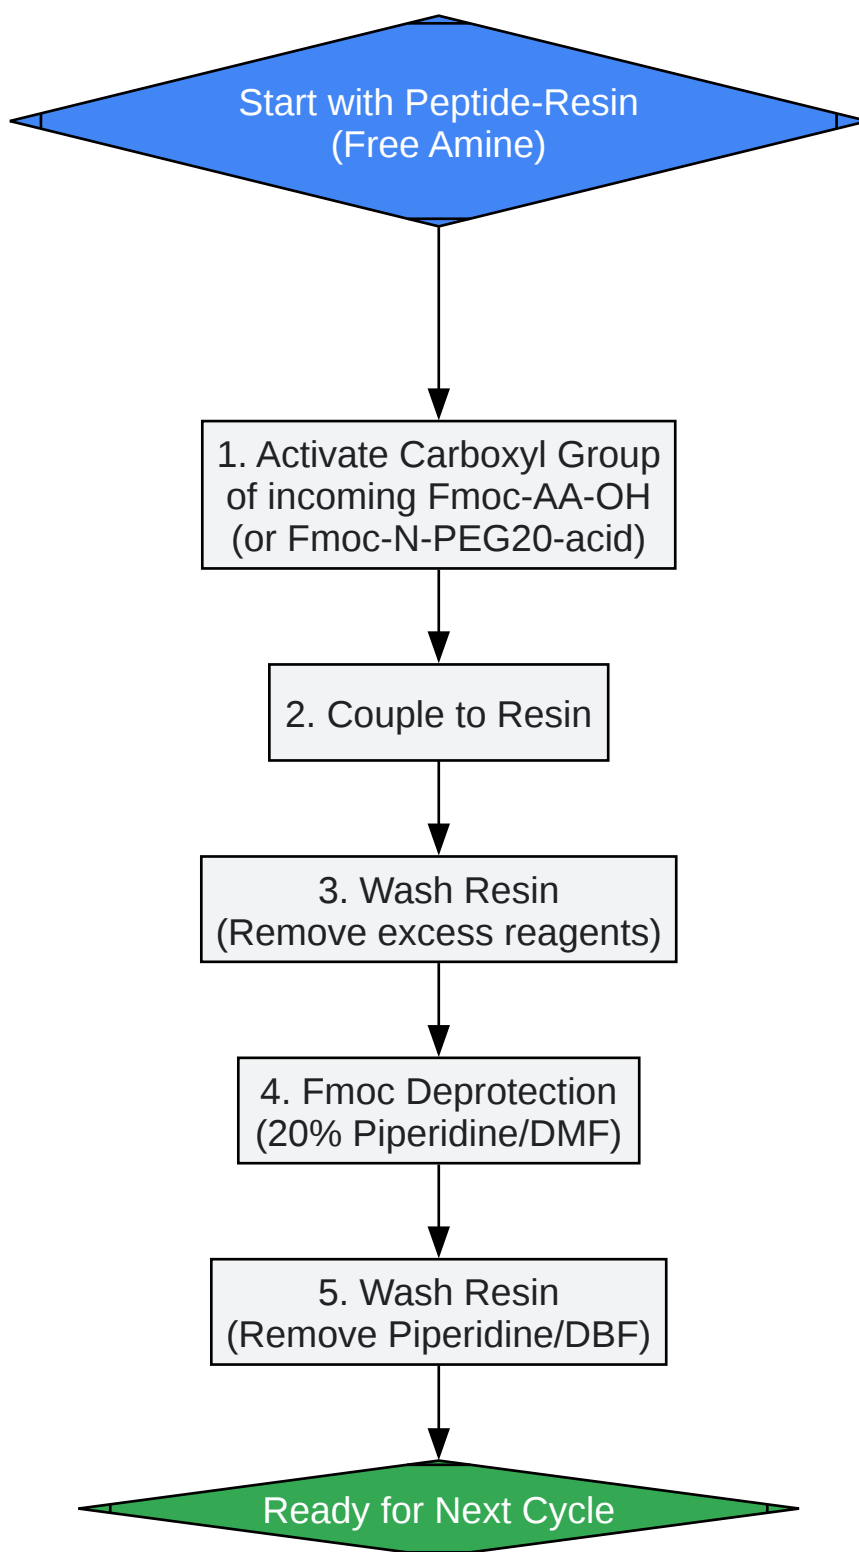 Start with Peptide-Resin
(Free Amine)
1. Activate Carboxyl Group
of incoming Fmoc-AA-OH
(or Fmoc-N-PEG20-acid)
2. Couple to Resin
3. Wash Resin
(Remove excess reagents)
4. Fmoc Deprotection
(20% Piperidine/DMF)
5. Wash Resin
(Remove Piperidine/DBF)
Ready for Next Cycle